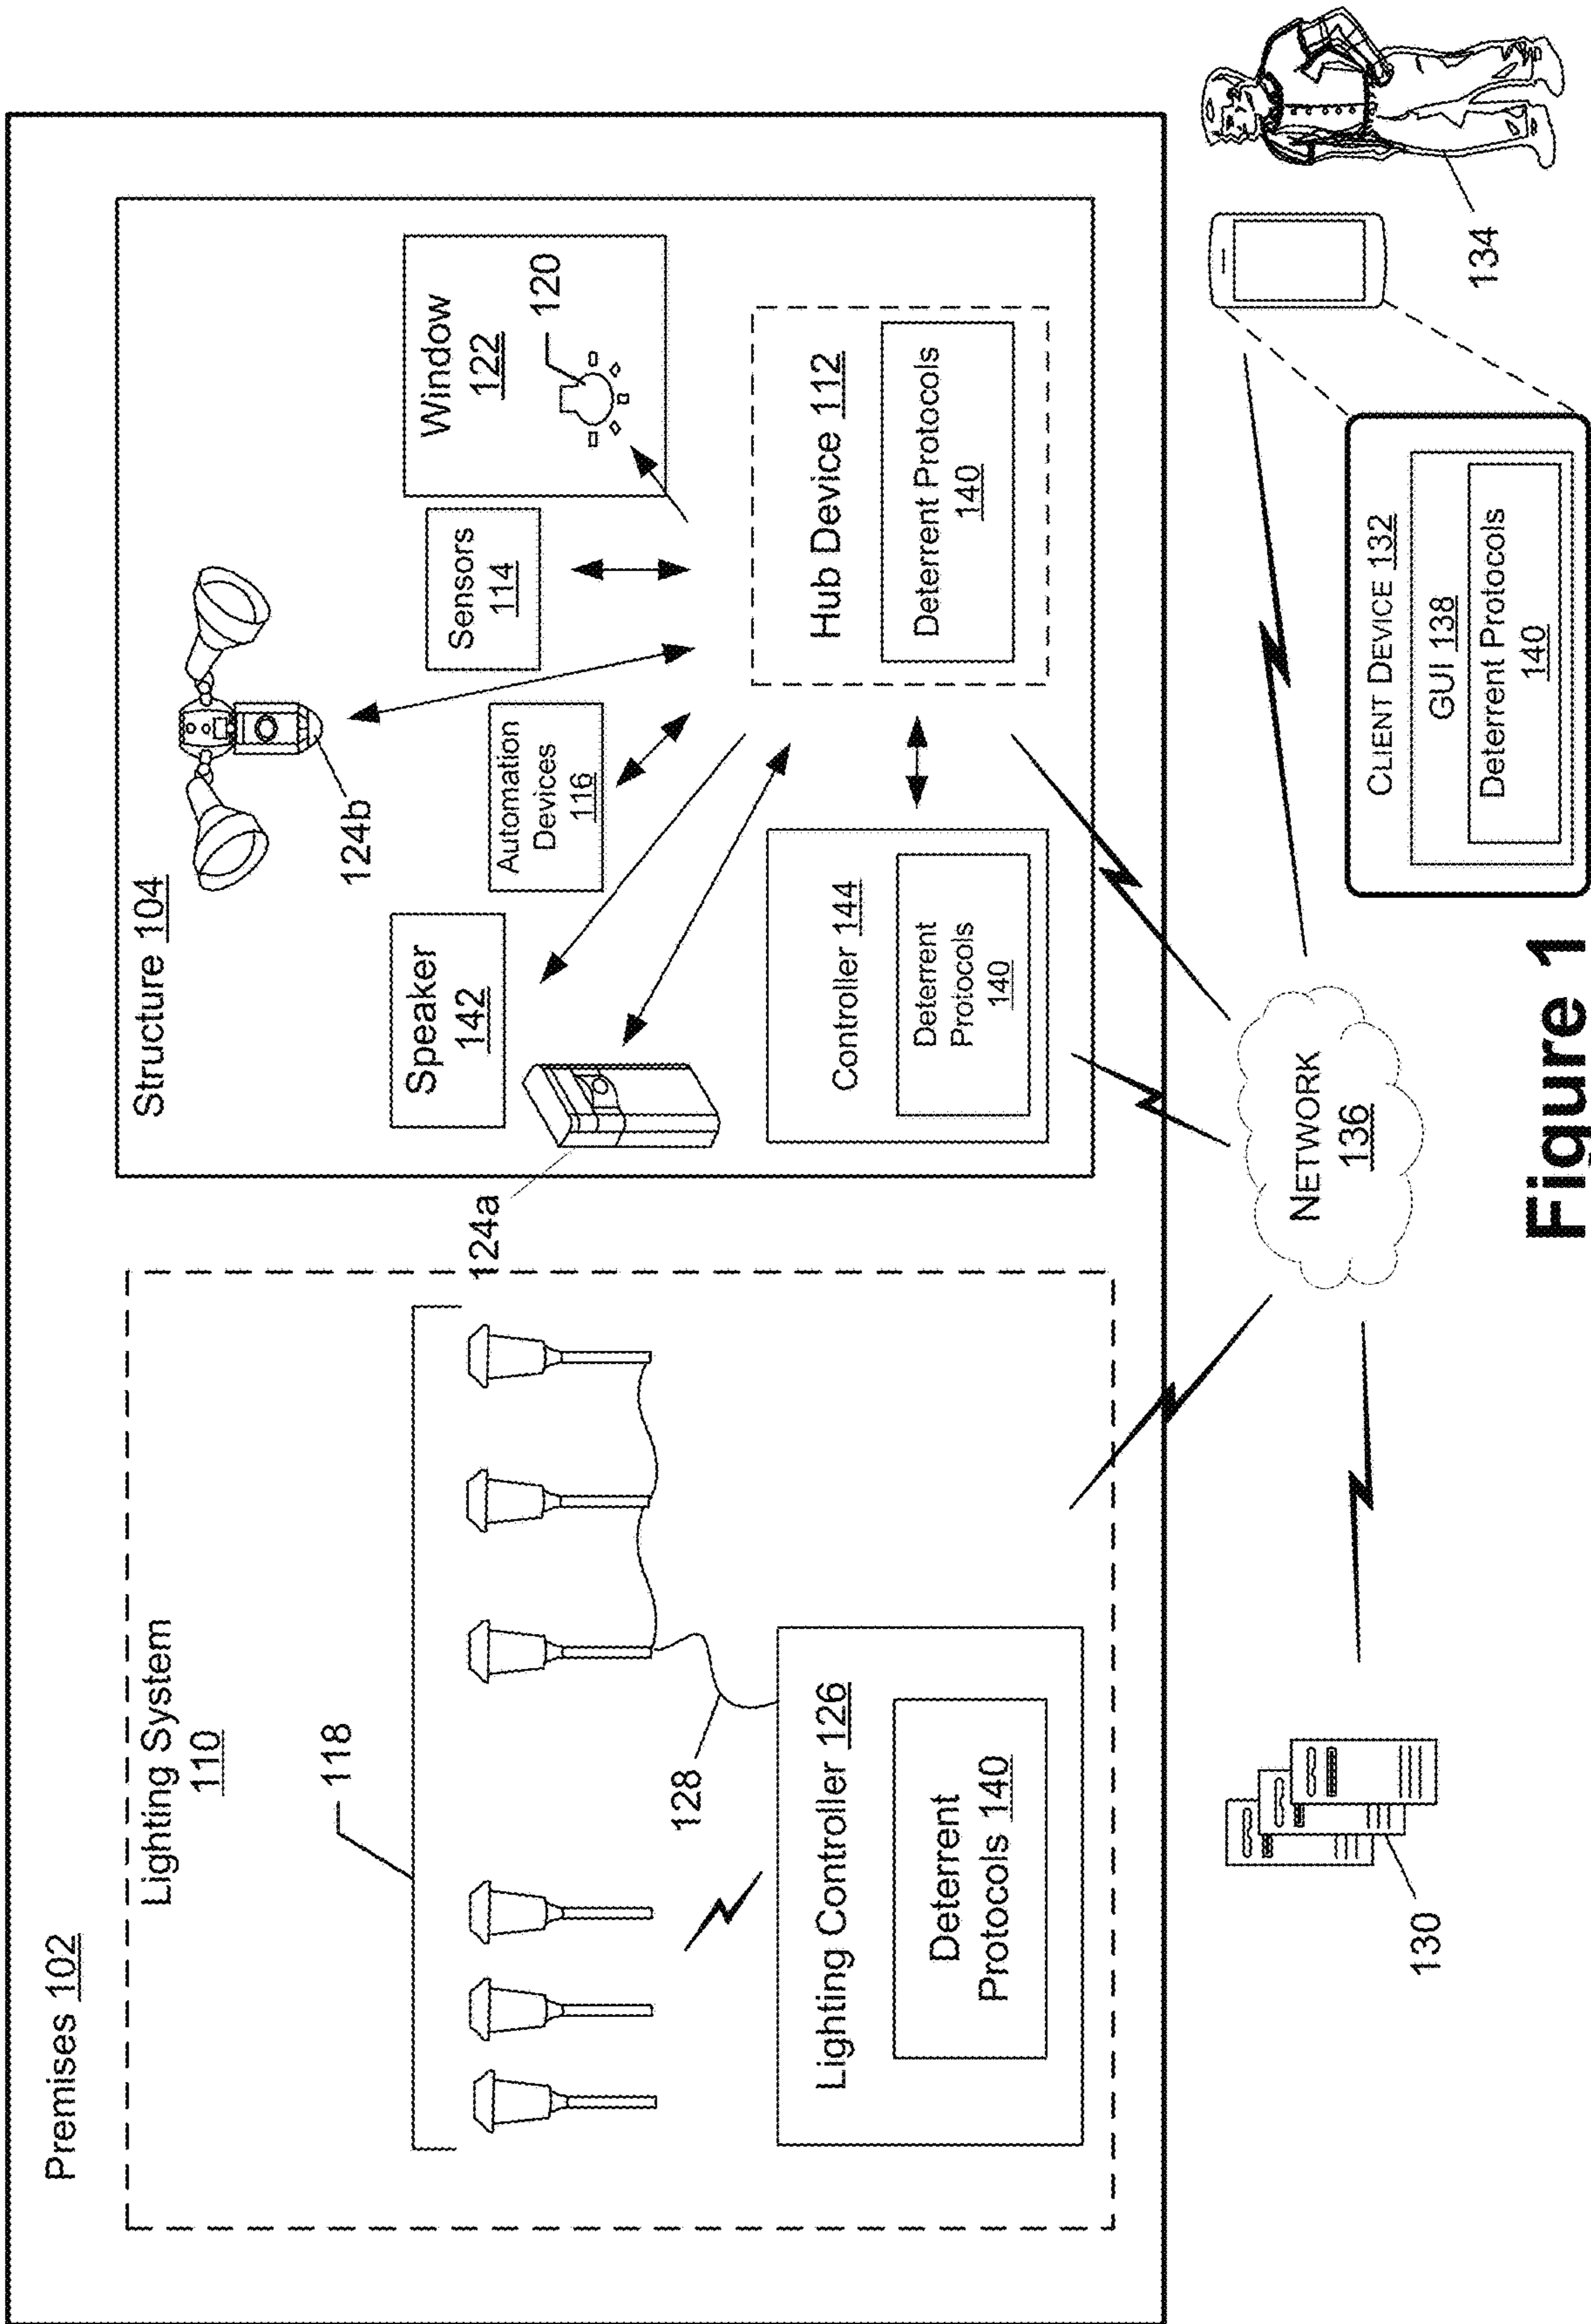 Premises 102
Lighting System
110
118
128
Lighting Controller 126
Deterrent
Protocols 140
Structure 104
124b
Speaker
142
Automation
Devices
116
Sensors
114
Window
122
120
124a
Controller 144
Deterrent
Protocols
140
Hub Device 112
Deterrent Protocols
140
130
NETWORK
136
CLIENT DEVICE 132
GUI 138
Deterrent Protocols
140
134
Figure 1